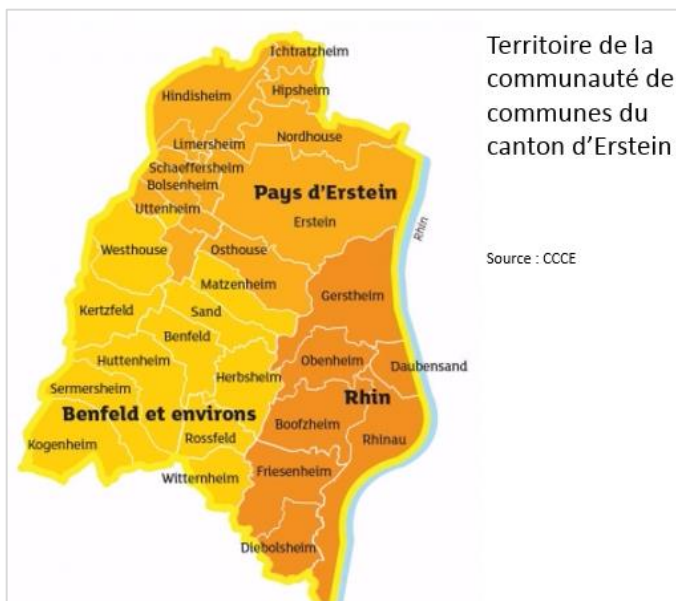 Territoire de la
communauté de
communes du
canton d'Erstein
Source : CCCE
Ichtratzheim
Hindisheim
Hipsheim
Nordhouse
Limersheim
Schaeffersheim
Bolsenheim
Pays d'Erstein
Uttenheim
Erstein
Rhin
Westhouse
Osthouse
Matzenheim
Gerstheim
Kertzfeld
Sand
Benfeld
Huttenheim
Obenheim
Daubensand
Herbsheim
Sermersheim
Rhin
Benfeld et environs
Boofzheim
Kogenheim
Rossfeld
Rhinau
Witternheim
Friesenheim
Diebolsheim